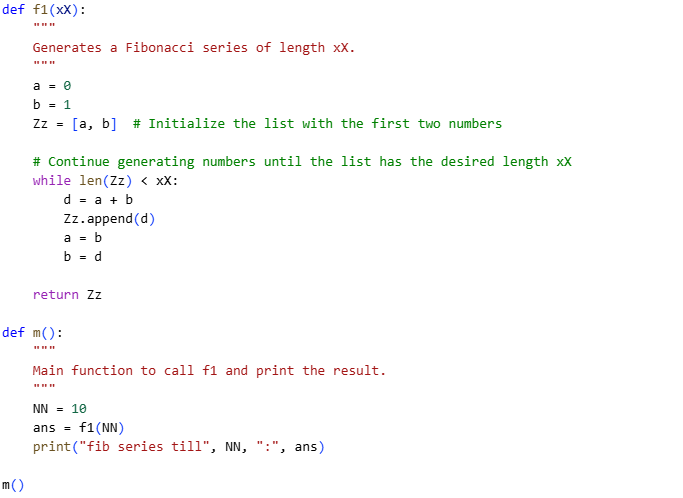 def f1(xX):
    """
    Generates a Fibonacci series of length xX.
    """
    a = 0
    b = 1
    Zz = [a, b]  # Initialize the list with the first two numbers

    # Continue generating numbers until the list has the desired length xX
    while len(Zz) < xX:
        d = a + b
        Zz.append(d)
        a = b
        b = d

    return Zz

def m():
    """
    Main function to call f1 and print the result.
    """
    NN = 10
    ans = f1(NN)
    print("fib series till", NN, ":", ans)

m()